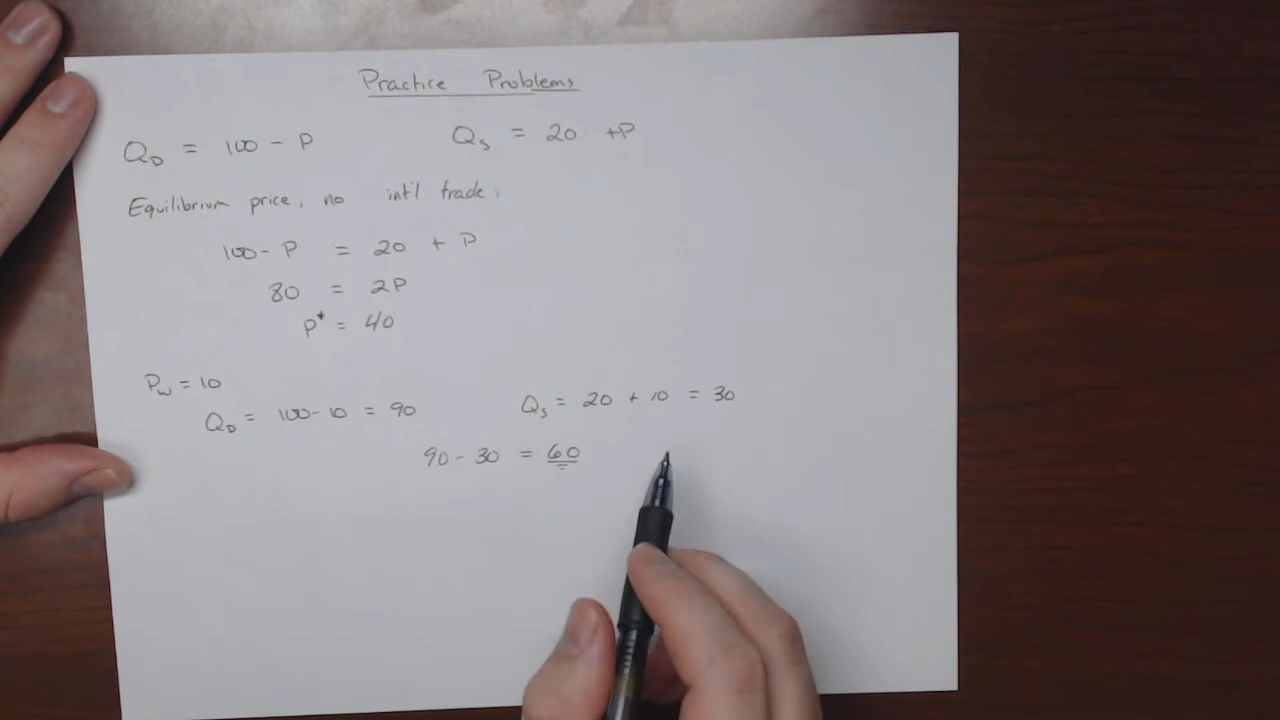 Practice Problems
Q_D = 100 - P Q_S = 20 + P
Equilibrium price, no int'l trade:
100 - P = 20 + P
80 = 2P
P* = 40
P_W = 10
Q_D = 100 - 10 = 90 Q_S = 20 + 10 = 30
90 - 30 = 60